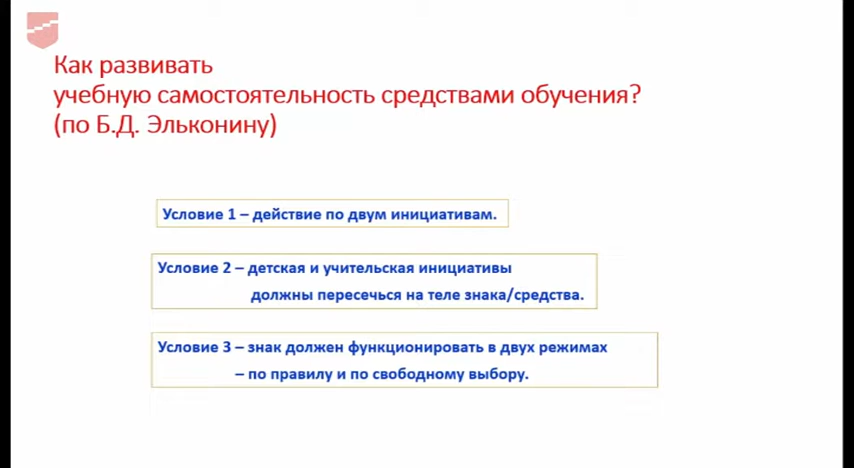 Как развивать
учебную самостоятельность средствами обучения?
(по Б.Д. Эльконину)
Условие 1 – действие по двум инициативам.
Условие 2 – детская и учительская инициативы
должны пересечься на теле знака/средства.
Условие 3 – знак должен функционировать в двух режимах
– по правилу и по свободному выбору.